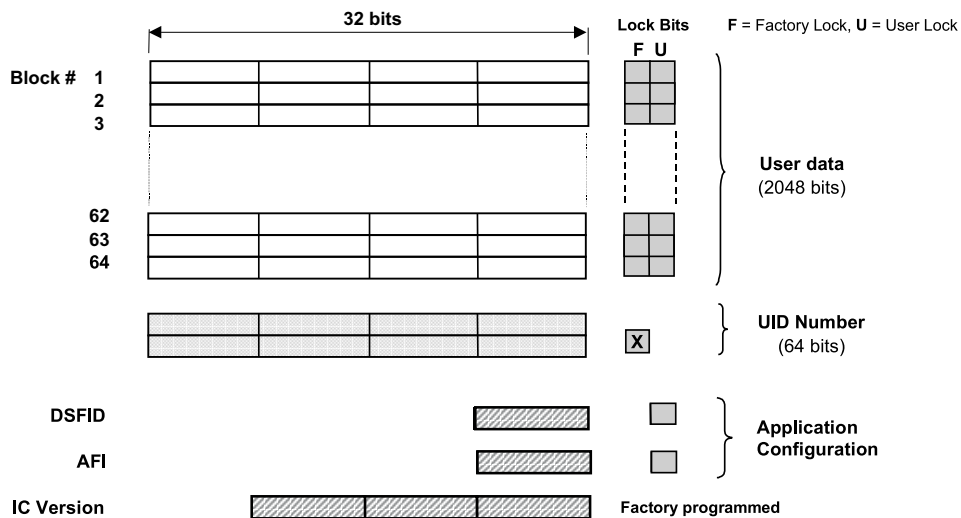 32 bits
Lock Bits
F = Factory Lock, U = User Lock
F U
Block # 1
2
3
User data
(2048 bits)
62
63
64
UID Number
(64 bits)
X
DSFID
Application
Configuration
AFI
IC Version
Factory programmed